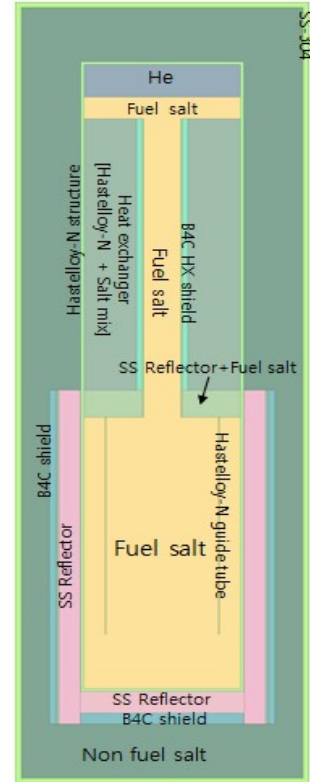 SS-304
He
Fuel salt
Hastelloy-N structure
Heat exchanger
[Hastelloy-N + Salt mix]
Fuel salt
B4C HX shield
SS Reflector+Fuel salt
B4C shield
SS Reflector
Hastelloy-N guide tube
Fuel salt
SS Reflector
B4C shield
Non fuel salt